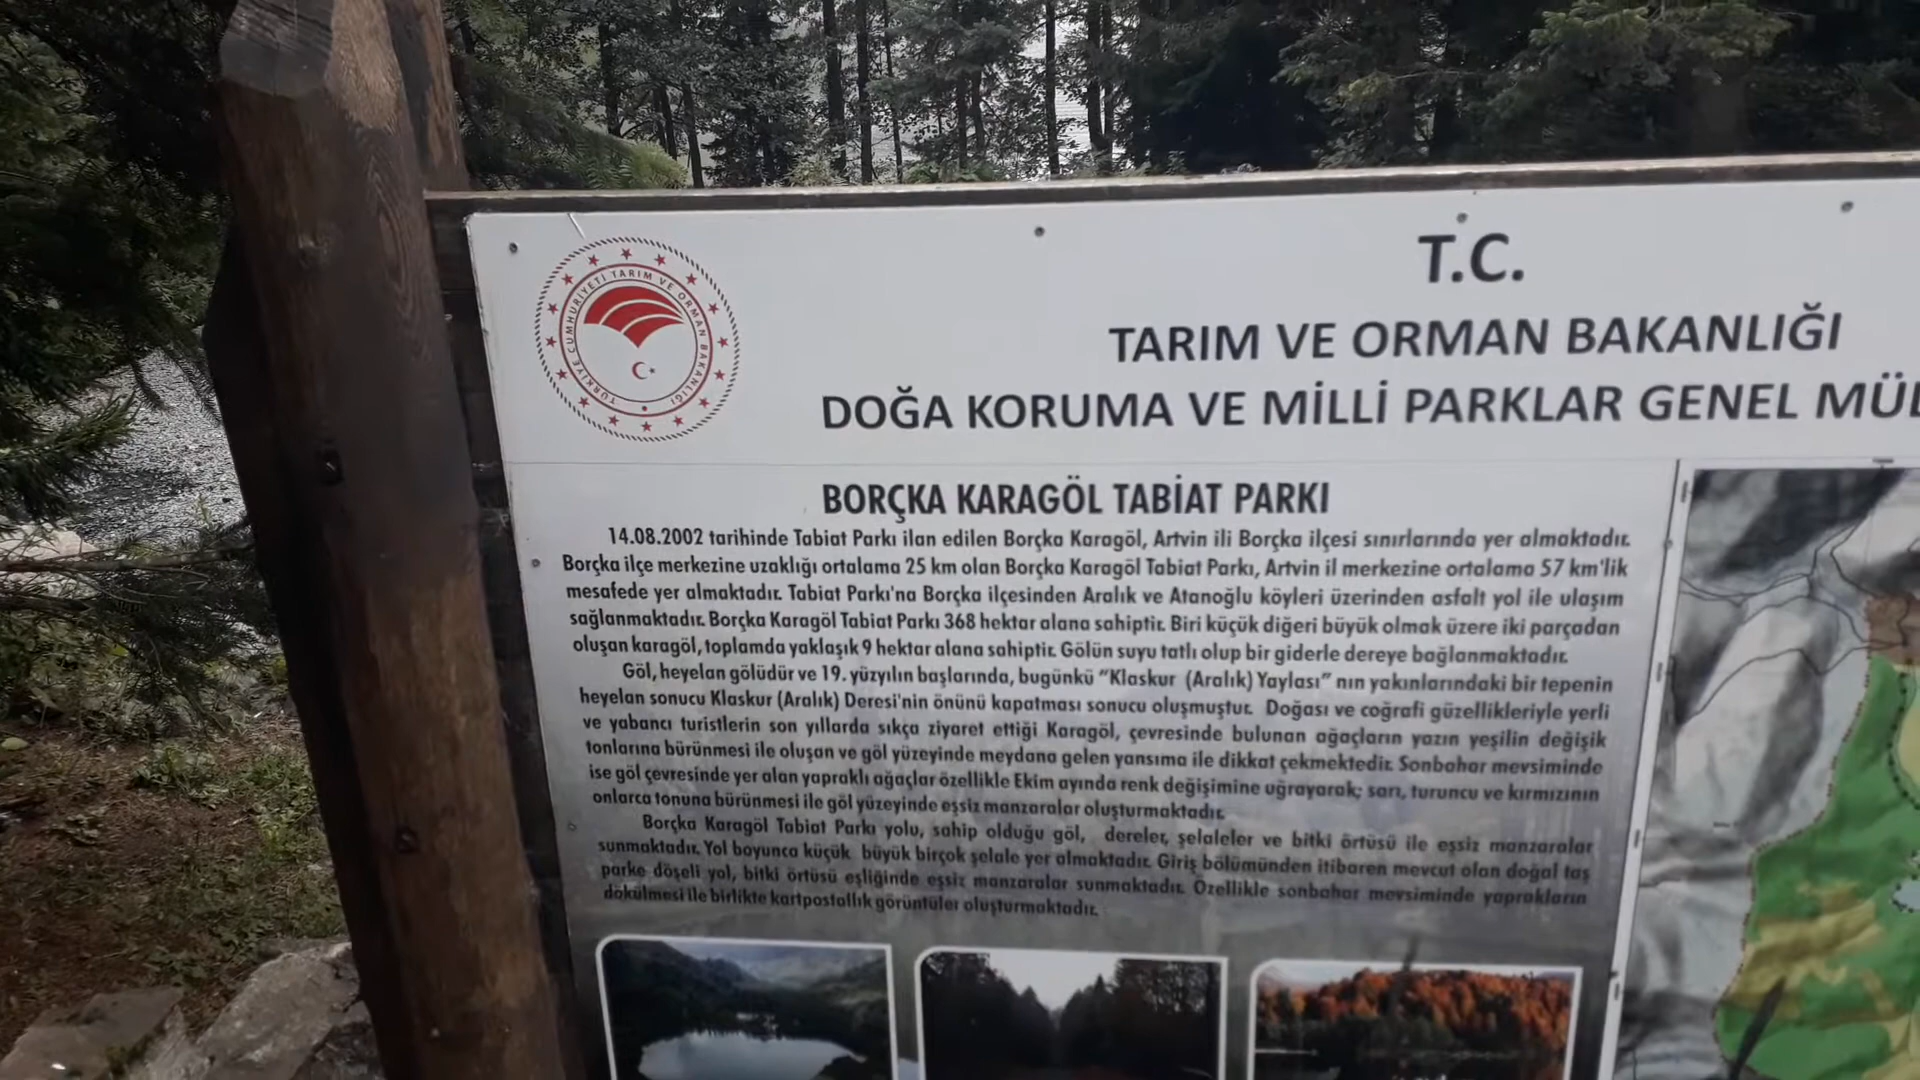 TÜRKİYE CUMHURİYETİ TARIM VE ORMAN BAKANLIĞI
T.C.
TARIM VE ORMAN BAKANLIĞI
DOĞA KORUMA VE MİLLİ PARKLAR GENEL MÜ
BORÇKA KARAGÖL TABİAT PARKI
14.08.2002 tarihinde Tabiat Parkı ilan edilen Borçka Karagöl, Artvin ili Borçka ilçesi sınırlarında yer almaktadır.
Borçka ilçe merkezine uzaklığı ortalama 25 km olan Borçka Karagöl Tabiat Parkı, Artvin il merkezine ortalama 57 km'lik
mesafede yer almaktadır. Tabiat Parkı'na Borçka ilçesinden Aralık ve Atanoğlu köyleri üzerinden asfalt yol ile ulaşım
sağlanmaktadır. Borçka Karagöl Tabiat Parkı 368 hektar alana sahiptir. Biri küçük diğeri büyük olmak üzere iki parçadan
oluşan karagöl, toplamda yaklaşık 9 hektar alana sahiptir. Gölün suyu tatlı olup bir giderle dereye bağlanmaktadır.
Göl, heyelan gölüdür ve 19. yüzyılın başlarında, bugünkü “Klaskur (Aralık) Yaylası” nın yakınlarındaki bir tepenin
heyelan sonucu Klaskur (Aralık) Deresi'nin önünü kapatması sonucu oluşmuştur. Doğası ve coğrafi güzellikleriyle yerli
ve yabancı turistlerin son yıllarda sıkça ziyaret ettiği Karagöl, çevresinde bulunan ağaçların yazın yeşilin değişik
tonlarına bürünmesi ile oluşan ve göl yüzeyinde meydana gelen yansıma ile dikkat çekmektedir. Sonbahar mevsiminde
ise göl çevresinde yer alan yapraklı ağaçlar özellikle Ekim ayında renk değişimine uğrayarak; sarı, turuncu ve kırmızının
onlarca tonuna bürünmesi ile göl yüzeyinde eşsiz manzaralar oluşturmaktadır.
Borçka Karagöl Tabiat Parkı yolu, sahip olduğu göl, dereler, şelaleler ve bitki örtüsü ile eşsiz manzaralar
sunmaktadır. Yol boyunca küçük büyük birçok şelale yer almaktadır. Giriş bölümünden itibaren mevcut olan doğal taş
parke döşeli yol, bitki örtüsü eşliğinde eşsiz manzaralar sunmaktadır. Özellikle sonbahar mevsiminde yaprakların
dökülmesi ile birlikte kartpostallık görüntüler oluşturmaktadır.